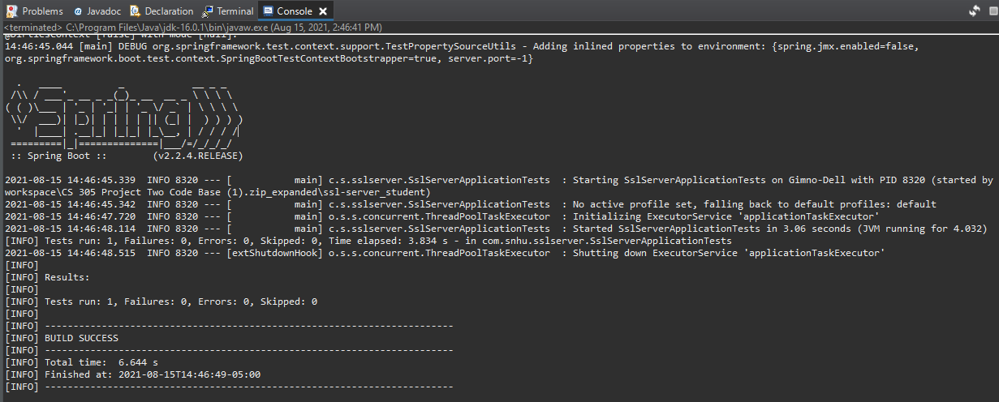 Problems @ Javadoc Declaration Terminal Console
<terminated> C:\Program Files\Java\jdk-16.0.1\bin\javaw.exe (Aug 15, 2021, 2:46:41 PM)
@DirtiesContext [false] with mode [null].
14:46:45.044 [main] DEBUG org.springframework.test.context.support.TestPropertySourceUtils - Adding inlined properties to environment: {spring.jmx.enabled=false,
org.springframework.boot.test.context.SpringBootTestContextBootstrapper=true, server.port=-1}
  .   ____          _            __ _ _
 /\\ / ___'_ __ _ _(_)_ __  __ _ \ \ \ \
( ( )\___ | '_ | '_| | '_ \/ _` | \ \ \ \
 \\/  ___)| |_)| | | | | || (_| |  ) ) ) )
  '  |____| .__|_| |_|_| |_\__, | / / / /
 =========|_|==============|___/=/_/_/_/
 :: Spring Boot ::        (v2.2.4.RELEASE)
2021-08-15 14:46:45.339  INFO 8320 --- [           main] c.s.sslserver.SslServerApplicationTests  : Starting SslServerApplicationTests on Gimno-Dell with PID 8320 (started by
workspace\CS 305 Project Two Code Base (1).zip_expanded\ssl-server_student)
2021-08-15 14:46:45.342  INFO 8320 --- [           main] c.s.sslserver.SslServerApplicationTests  : No active profile set, falling back to default profiles: default
2021-08-15 14:46:47.720  INFO 8320 --- [           main] o.s.s.concurrent.ThreadPoolTaskExecutor  : Initializing ExecutorService 'applicationTaskExecutor'
2021-08-15 14:46:48.114  INFO 8320 --- [           main] c.s.sslserver.SslServerApplicationTests  : Started SslServerApplicationTests in 3.06 seconds (JVM running for 4.032)
[INFO] Tests run: 1, Failures: 0, Errors: 0, Skipped: 0, Time elapsed: 3.834 s - in com.snhu.sslserver.SslServerApplicationTests
2021-08-15 14:46:48.515  INFO 8320 --- [extShutdownHook] o.s.s.concurrent.ThreadPoolTaskExecutor  : Shutting down ExecutorService 'applicationTaskExecutor'
[INFO]
[INFO] Results:
[INFO]
[INFO] Tests run: 1, Failures: 0, Errors: 0, Skipped: 0
[INFO]
[INFO] ------------------------------------------------------------------------
[INFO] BUILD SUCCESS
[INFO] ------------------------------------------------------------------------
[INFO] Total time:  6.644 s
[INFO] Finished at: 2021-08-15T14:46:49-05:00
[INFO] ------------------------------------------------------------------------